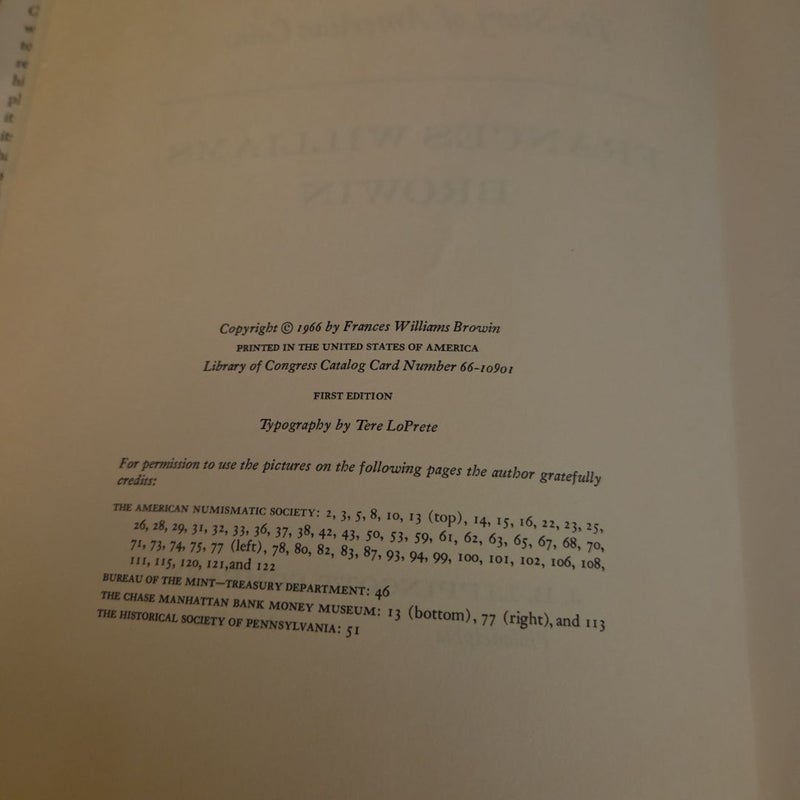 Copyright © 1966 by Frances Williams Browin
PRINTED IN THE UNITED STATES OF AMERICA
Library of Congress Catalog Card Number 66-10901
FIRST EDITION
Typography by Tere LoPrete
For permission to use the pictures on the following pages the author gratefully
credits:
THE AMERICAN NUMISMATIC SOCIETY: 2, 3, 5, 8, 10, 13 (top), 14, 15, 16, 22, 23, 25,
26, 28, 29, 31, 32, 33, 36, 37, 38, 42, 43, 50, 53, 59, 61, 62, 63, 65, 67, 68, 70,
71, 73, 74, 75, 77 (left), 78, 80, 82, 83, 87, 93, 94, 99, 100, 101, 102, 106, 108,
111, 115, 120, 121,and 122
BUREAU OF THE MINT—TREASURY DEPARTMENT: 46
THE CHASE MANHATTAN BANK MONEY MUSEUM: 13 (bottom), 77 (right),and 113
THE HISTORICAL SOCIETY OF PENNSYLVANIA: 51